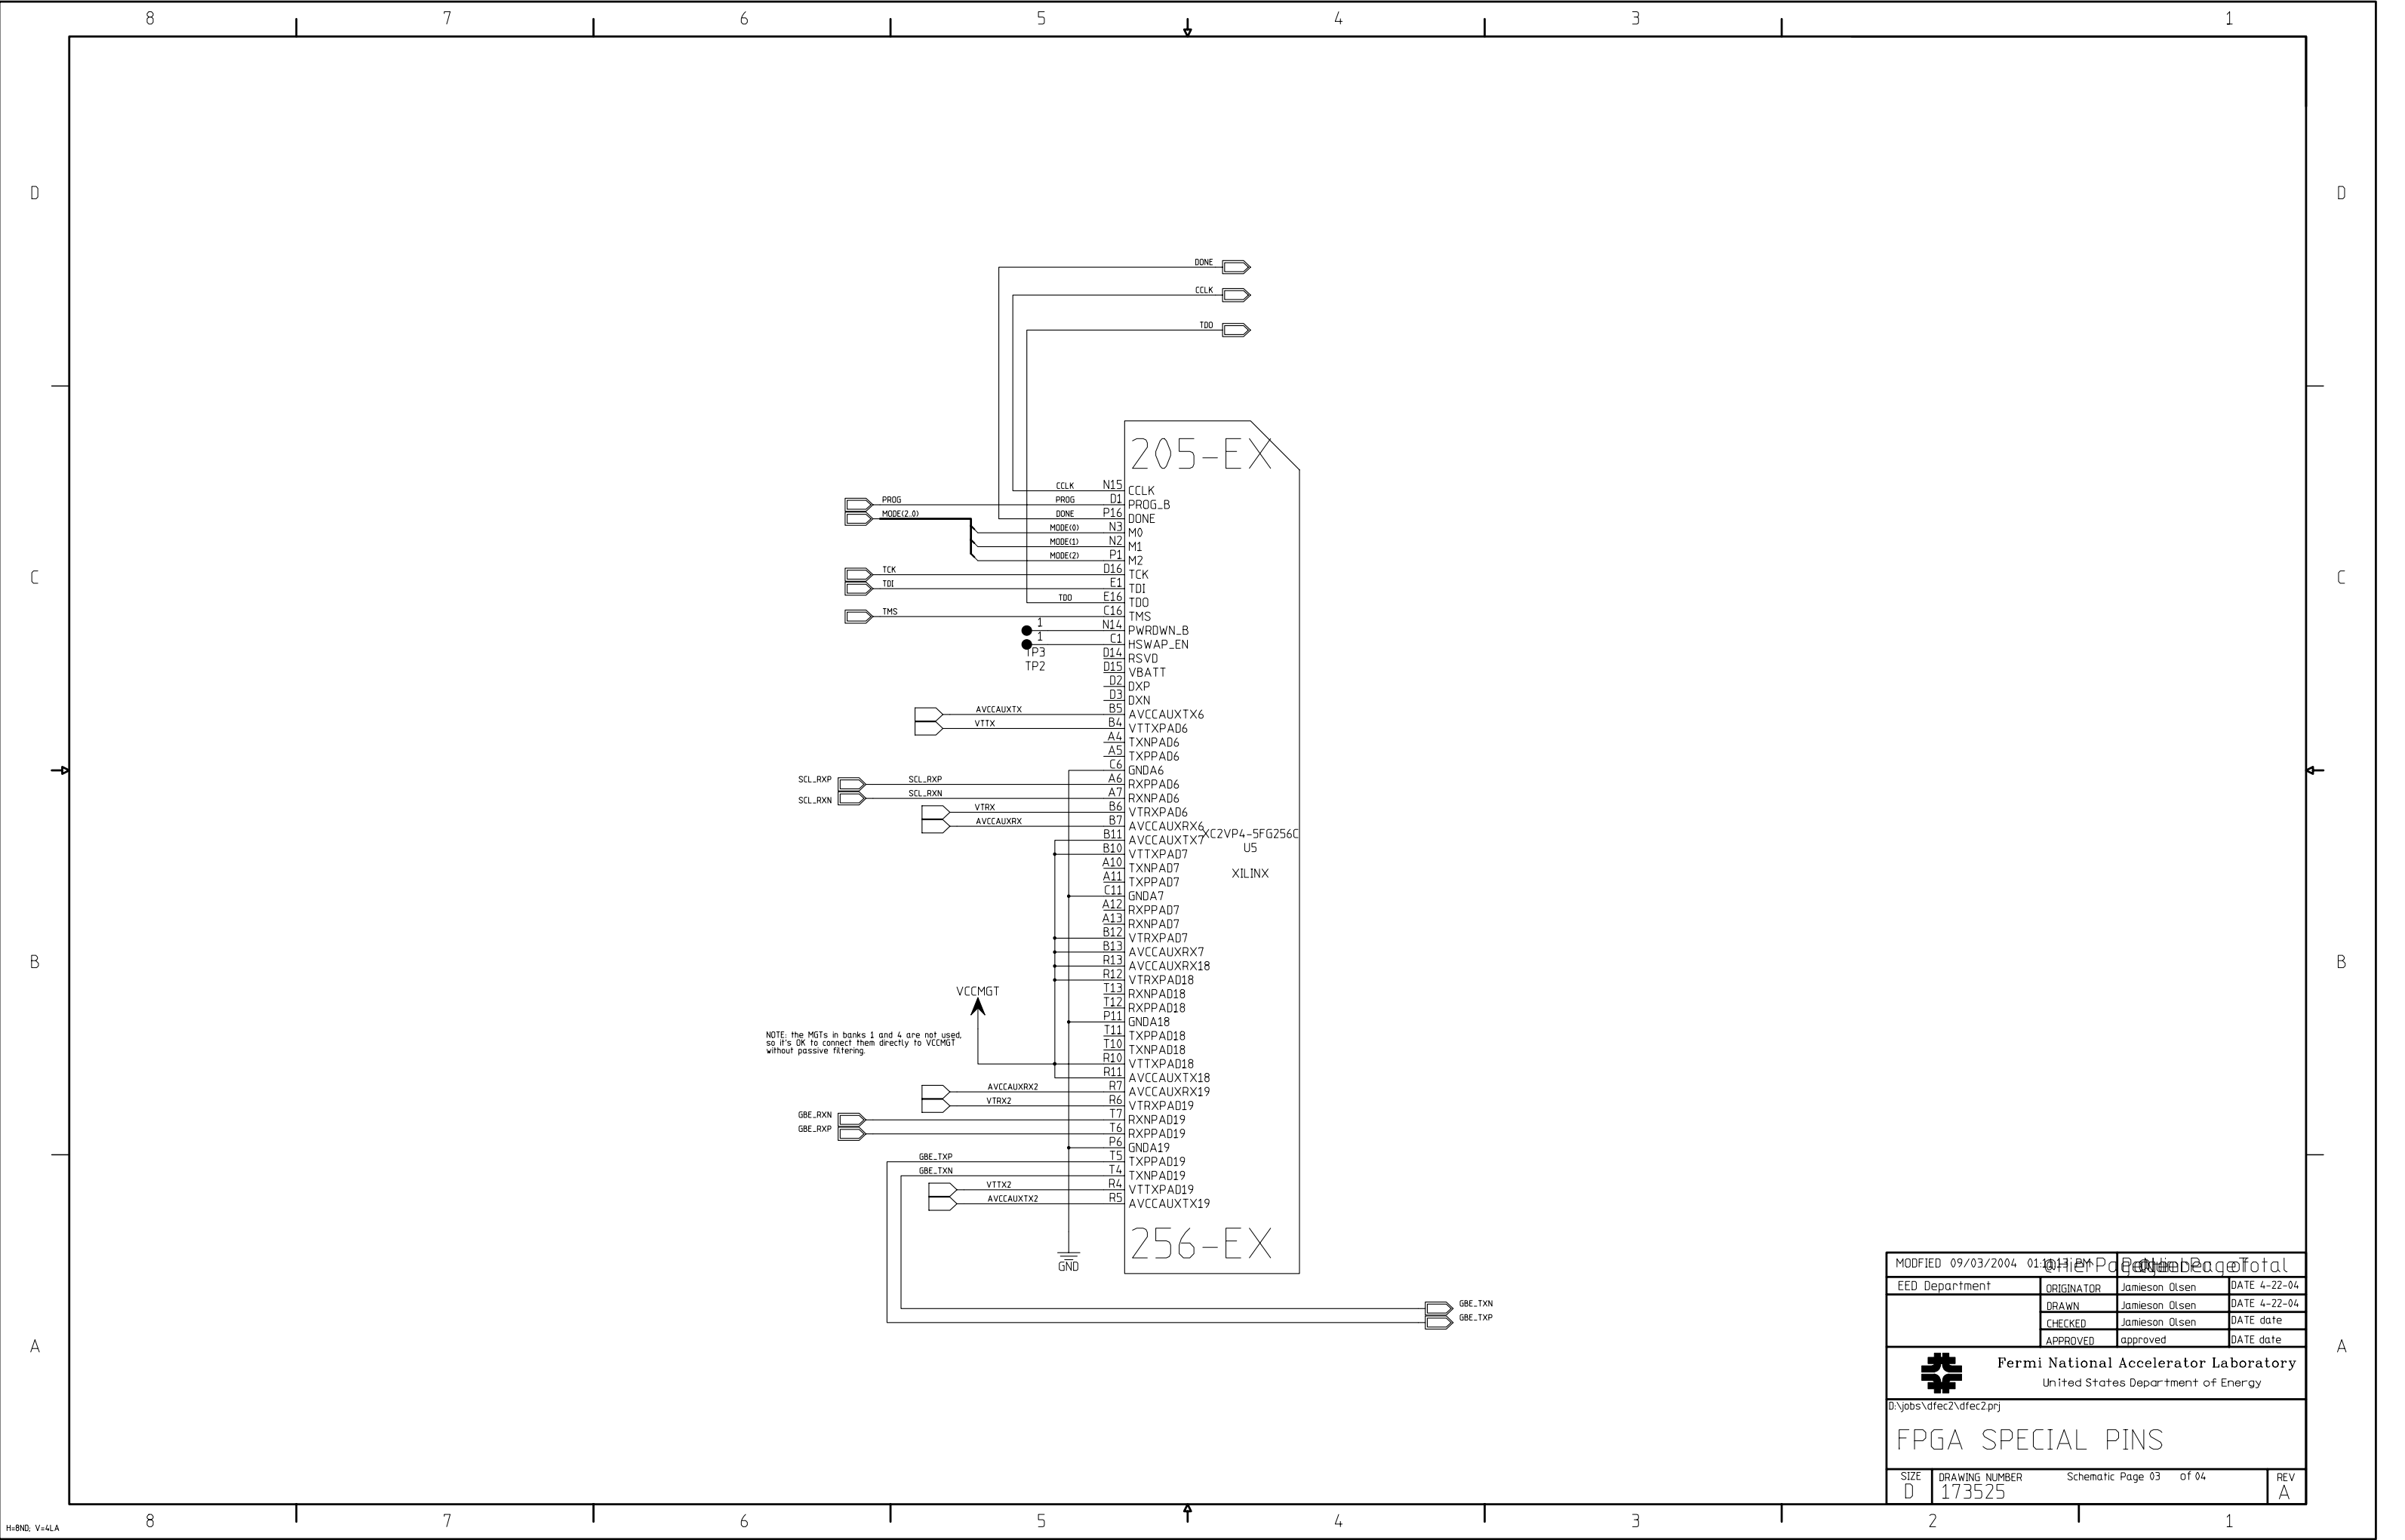 8 7 6 5 4 3 1
D D
DONE
CCLK
TDO
205-EX
CCLK N15 CCLK
PROG PROG D1 PROG_B
MODE(2..0) DONE P16 DONE
MODE(0) N3 M0
MODE(1) N2 M1
MODE(2) P1 M2
TCK D16 TCK
C C
TDI E1 TDI
TDO E16 TDO
TMS C16 TMS
1 N14 PWRDWN_B
1 C1 HSWAP_EN
TP3 D14 RSVD
TP2 D15 VBATT
D2 DXP
D3 DXN
AVCCAUXTX B5 AVCCAUXTX6
VTTX B4 VTTXPAD6
A4 TXNPAD6
A5 TXPPAD6
C6 GNDA6
SCL_RXP SCL_RXP A6 RXPPAD6
SCL_RXN SCL_RXN A7 RXNPAD6
VTRX B6 VTRXPAD6
AVCCAUXRX B7 AVCCAUXRX6
B11 AVCCAUXTX7 XC2VP4-5FG256C
B10 VTTXPAD7 U5
A10 TXNPAD7
A11 TXPPAD7 XILINX
C11 GNDA7
A12 RXPPAD7
A13 RXNPAD7
B12 VTRXPAD7
B13 AVCCAUXRX7
B B
R13 AVCCAUXRX18
R12 VTRXPAD18
VCCMGT T13 RXNPAD18
T12 RXPPAD18
P11 GNDA18
T11 TXPPAD18
T10 TXNPAD18
NOTE: the MGTs in banks 1 and 4 are not used,
so it's OK to connect them directly to VCCMGT
without passive filtering.
R10 VTTXPAD18
R11 AVCCAUXTX18
AVCCAUXRX2 R7 AVCCAUXRX19
VTRX2 R6 VTRXPAD19
GBE_RXN T7 RXNPAD19
GBE_RXP T6 RXPPAD19
P6 GNDA19
GBE_TXP T5 TXPPAD19
GBE_TXN T4 TXNPAD19
VTTX2 R4 VTTXPAD19
AVCCAUXTX2 R5 AVCCAUXTX19
256-EX
GND
GBE_TXN
GBE_TXP
A A
MODFIED 09/03/2004 Total
EED Department ORIGINATOR Jamieson Olsen DATE 4-22-04
DRAWN Jamieson Olsen DATE 4-22-04
CHECKED Jamieson Olsen DATE date
APPROVED approved DATE date
Fermi National Accelerator Laboratory
United States Department of Energy
D:\jobs\dfec2\dfec2.prj
FPGA SPECIAL PINS
SIZE DRAWING NUMBER Schematic Page 03 of 04 REV
D 173525 A
8 7 6 5 4 3 2 1
H=8ND; V=4LA